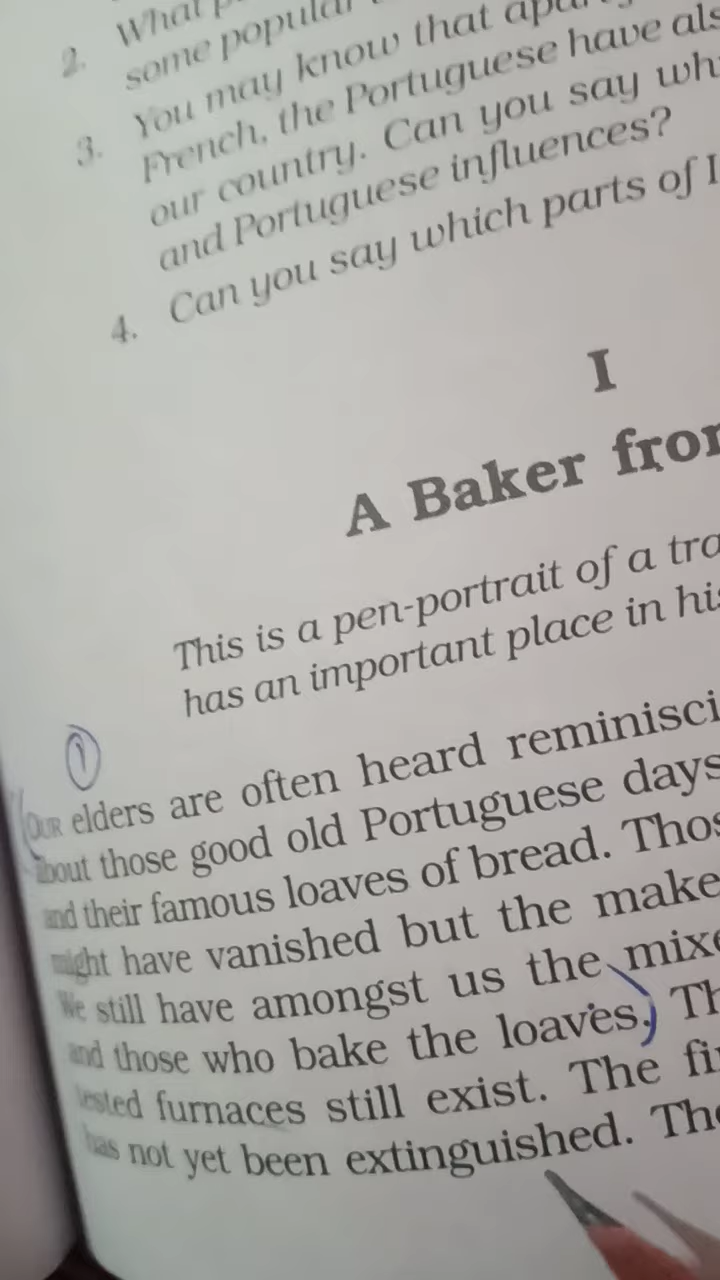 2. What
some popular
3. You may know that
French, the Portuguese have als
our country. Can you say wh
and Portuguese influences?
4. Can you say which parts of I
I
A Baker from
This is a pen-portrait of a tra
has an important place in his
1
OUR elders are often heard reminisci
about those good old Portuguese days
and their famous loaves of bread. Thos
might have vanished but the make
We still have amongst us the mixe
and those who bake the loaves. Th
tested furnaces still exist. The fi
has not yet been extinguished. The